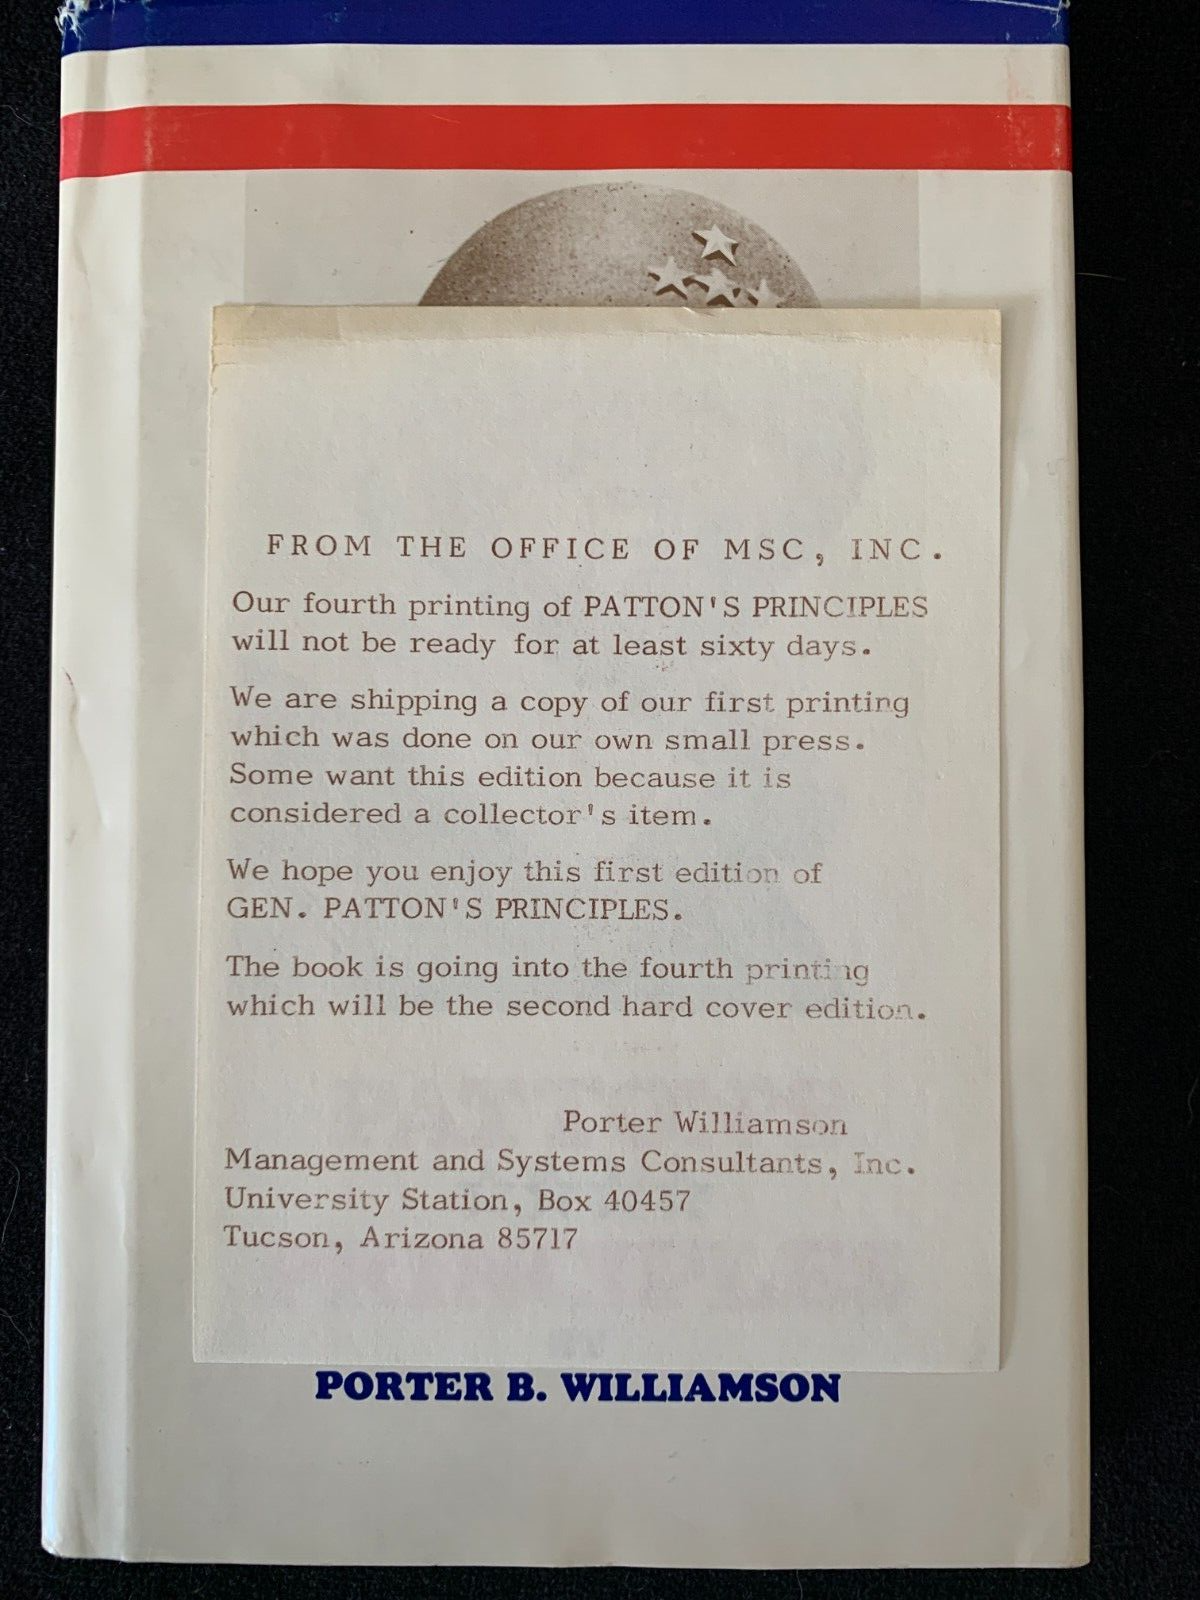 FROM THE OFFICE OF MSC, INC.
Our fourth printing of PATTON'S PRINCIPLES
will not be ready for at least sixty days.
We are shipping a copy of our first printing
which was done on our own small press.
Some want this edition because it is
considered a collector's item.
We hope you enjoy this first edition of
GEN. PATTON'S PRINCIPLES.
The book is going into the fourth printing
which will be the second hard cover edition.
Porter Williamson
Management and Systems Consultants, Inc.
University Station, Box 40457
Tucson, Arizona 85717
PORTER B. WILLIAMSON